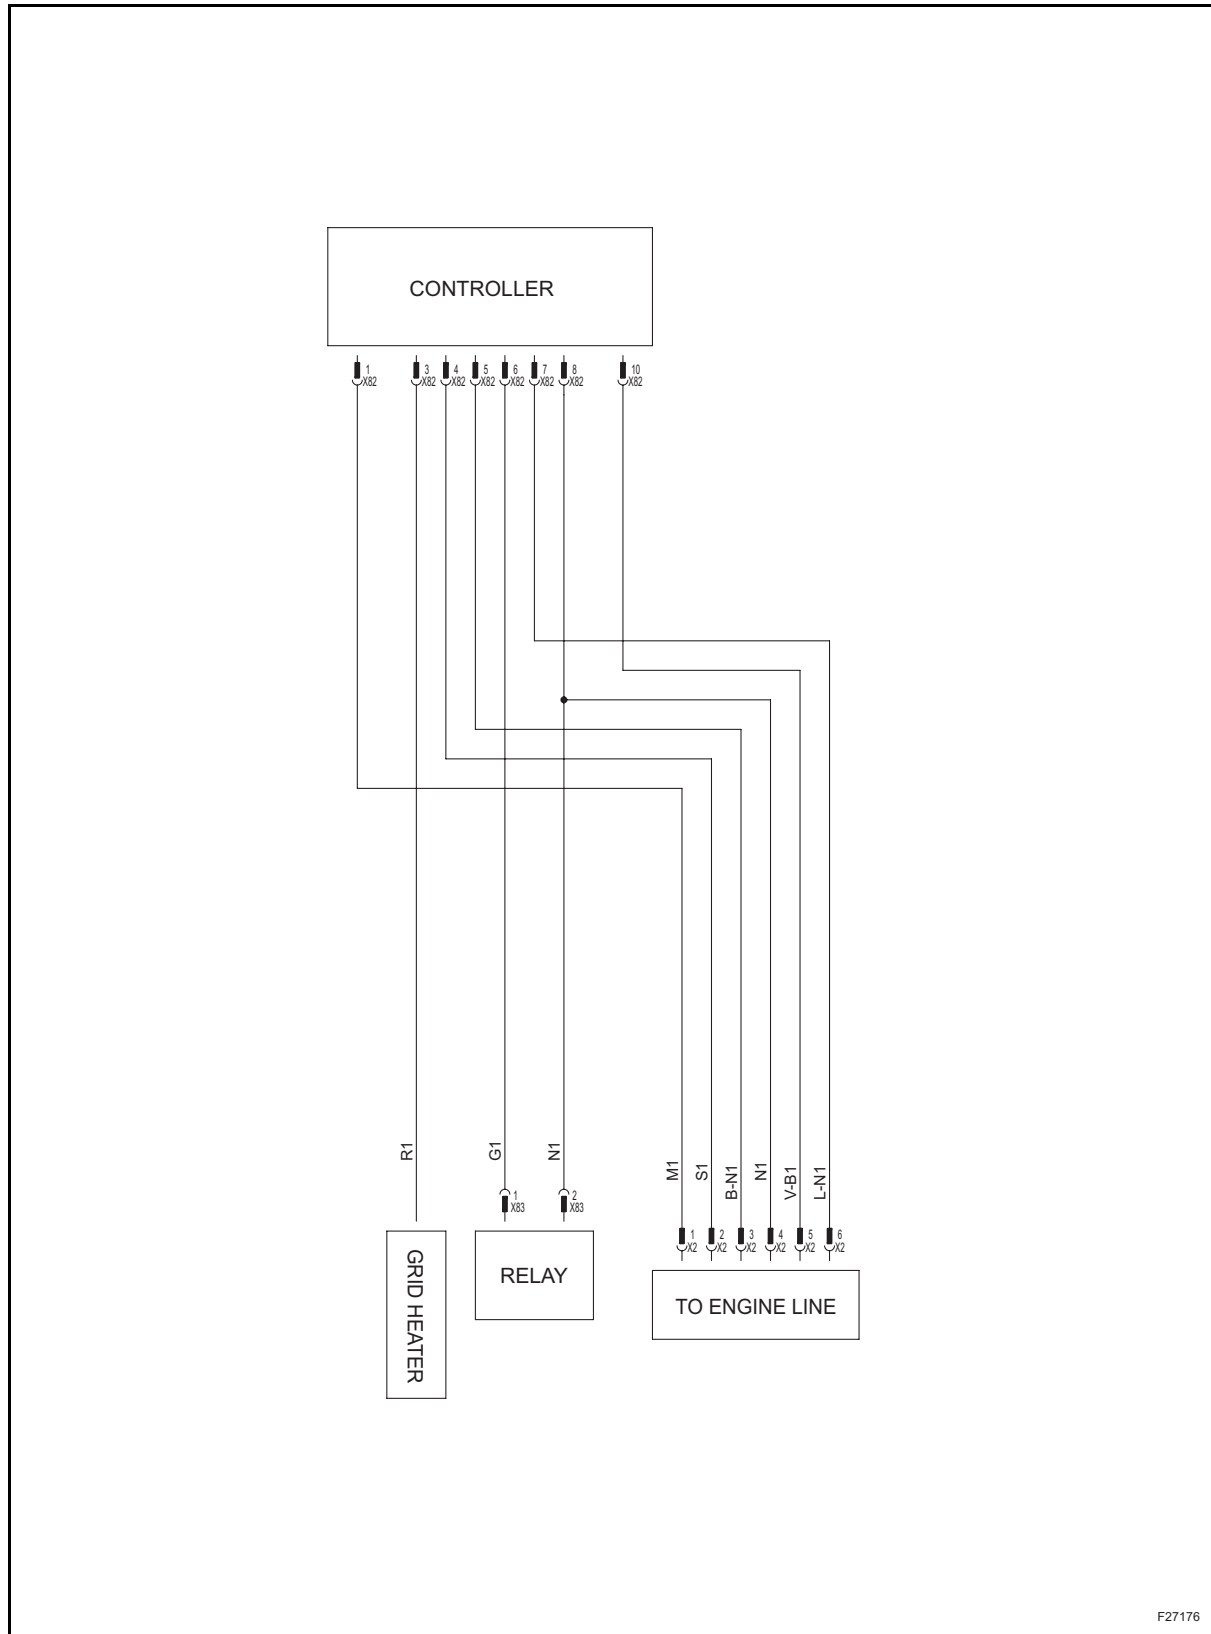 CONTROLLER
1 3 4 5 6 7 8 10
X82 X82 X82 X82 X82 X82 X82 X82
R1 G1 N1 M1 S1 B-N1 N1 V-B1 L-N1
1 2
X83 X83
1 2 3 4 5 6
X2 X2 X2 X2 X2 X2
GRID HEATER
RELAY
TO ENGINE LINE
F27176